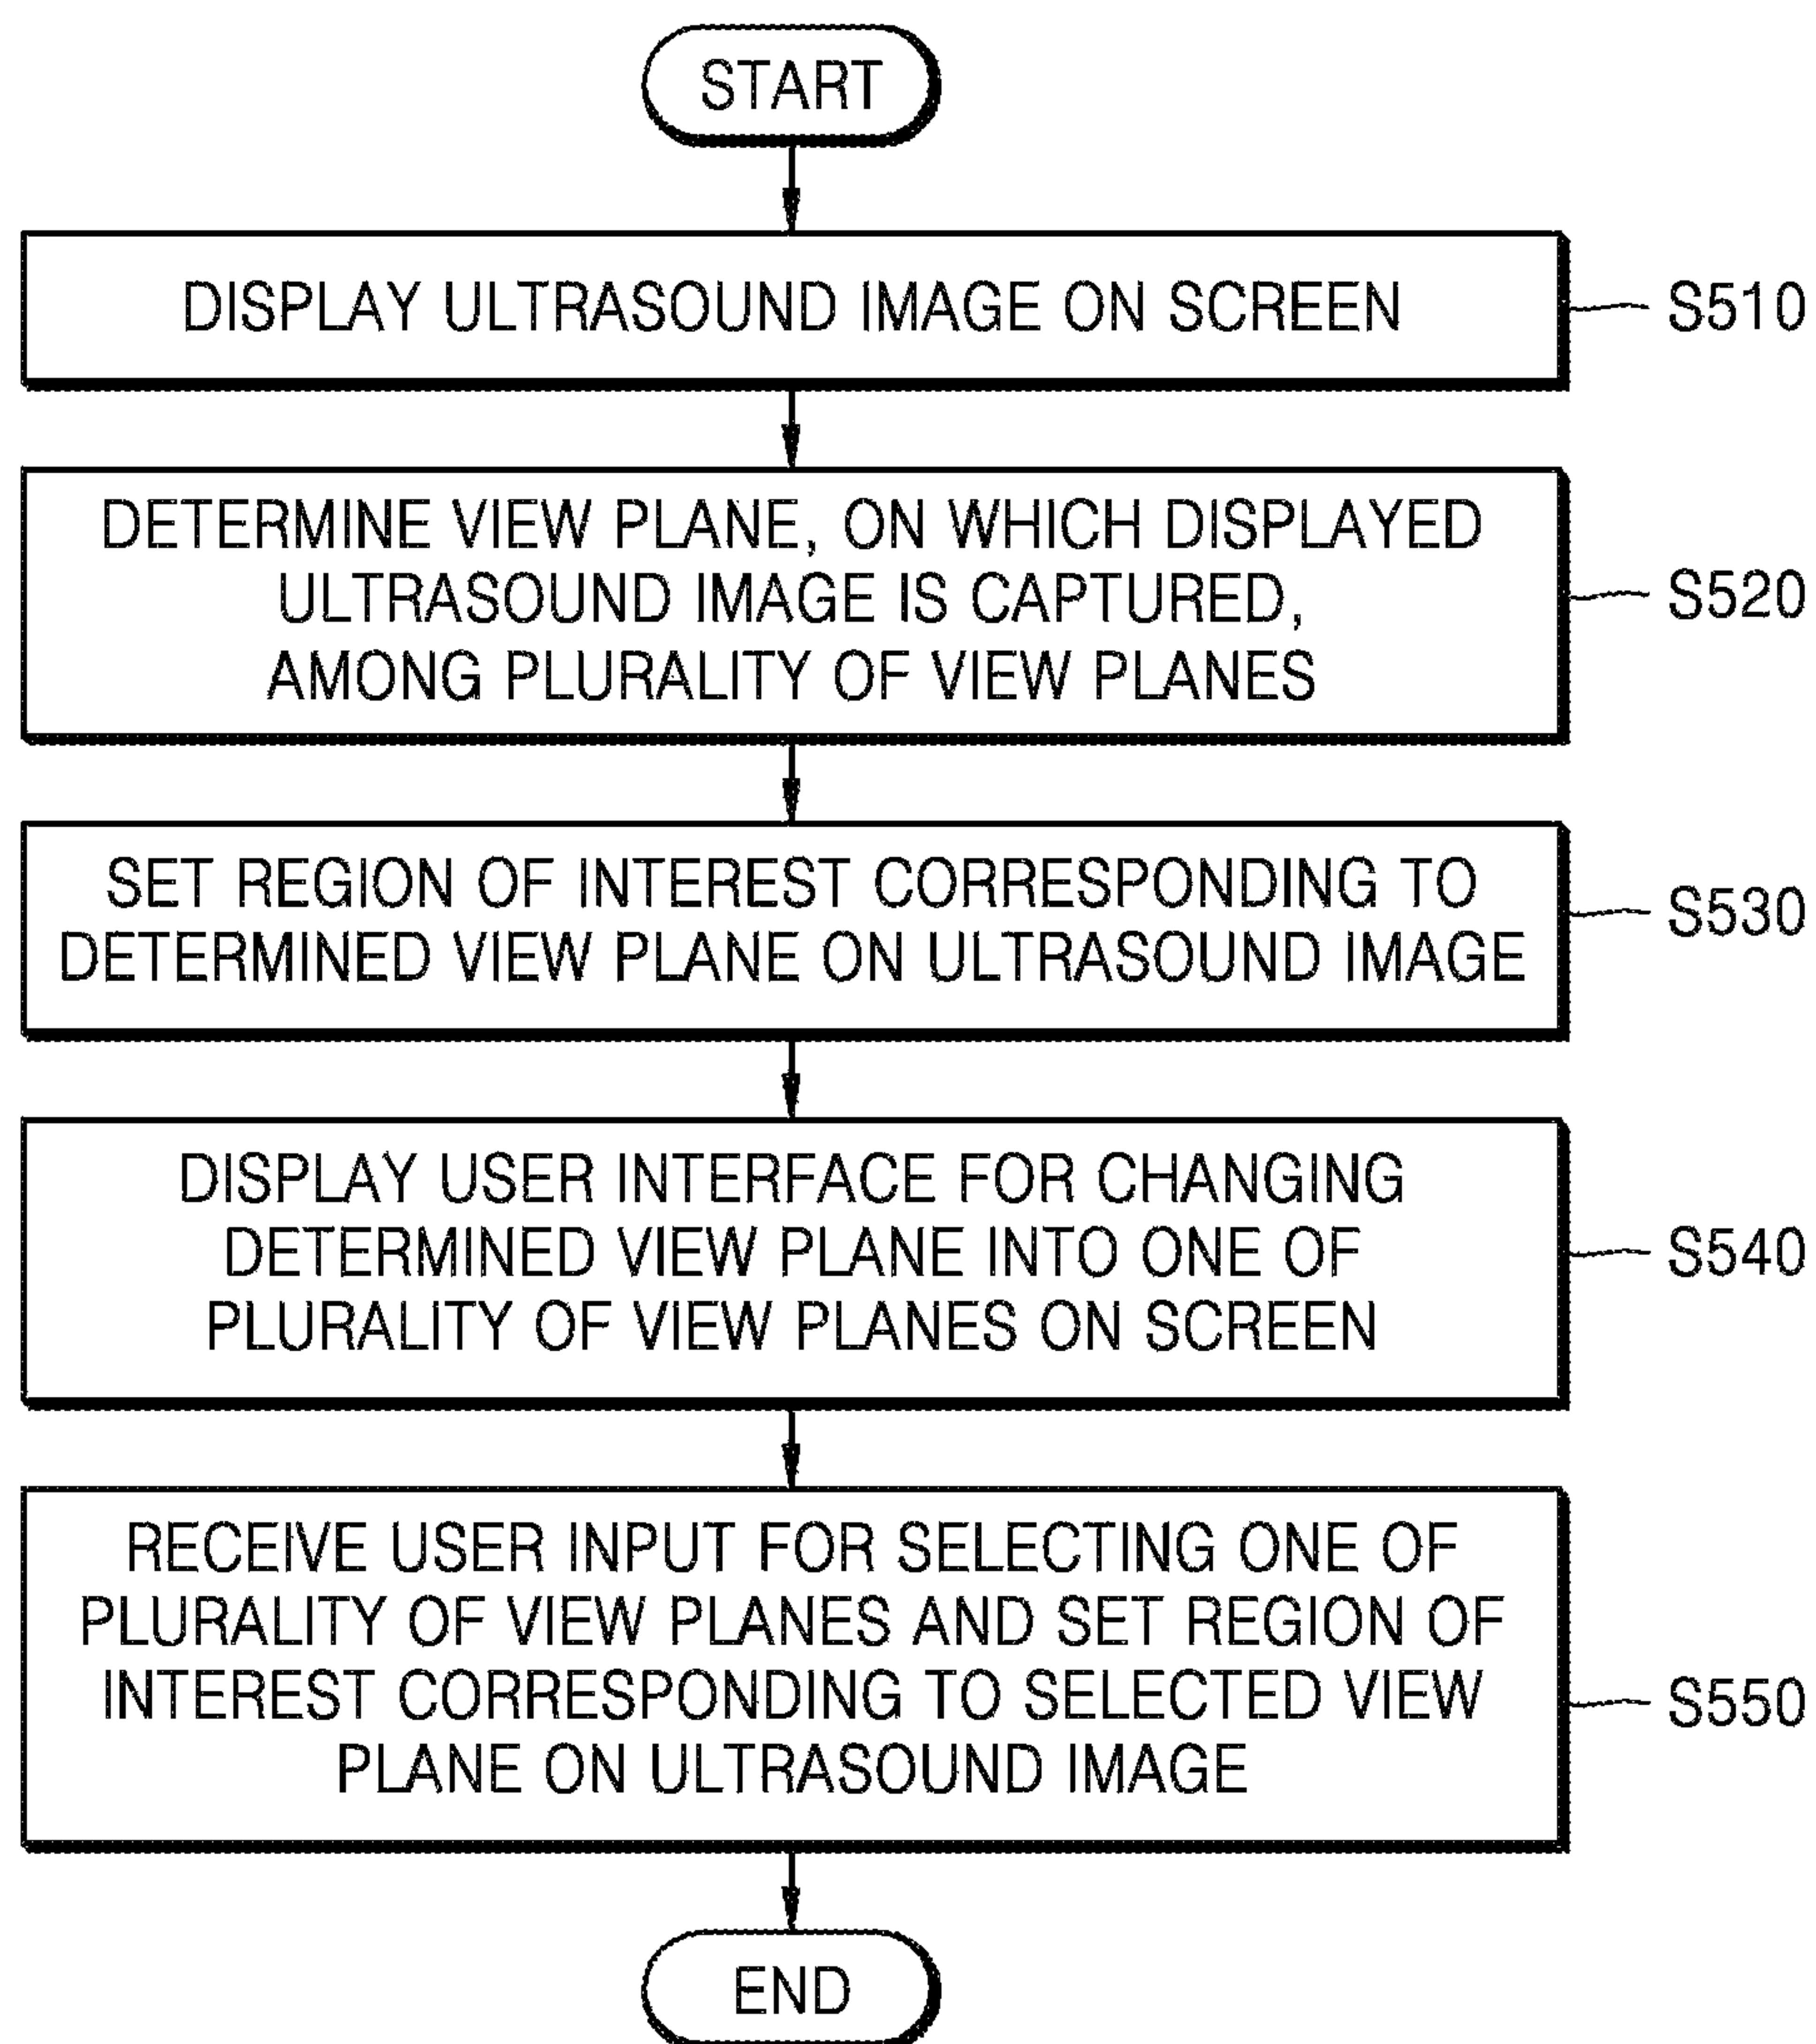 START
DISPLAY ULTRASOUND IMAGE ON SCREEN
S510
DETERMINE VIEW PLANE, ON WHICH DISPLAYED
ULTRASOUND IMAGE IS CAPTURED,
AMONG PLURALITY OF VIEW PLANES
S520
SET REGION OF INTEREST CORRESPONDING TO
DETERMINED VIEW PLANE ON ULTRASOUND IMAGE
S530
DISPLAY USER INTERFACE FOR CHANGING
DETERMINED VIEW PLANE INTO ONE OF
PLURALITY OF VIEW PLANES ON SCREEN
S540
RECEIVE USER INPUT FOR SELECTING ONE OF
PLURALITY OF VIEW PLANES AND SET REGION OF
INTEREST CORRESPONDING TO SELECTED VIEW
PLANE ON ULTRASOUND IMAGE
S550
END